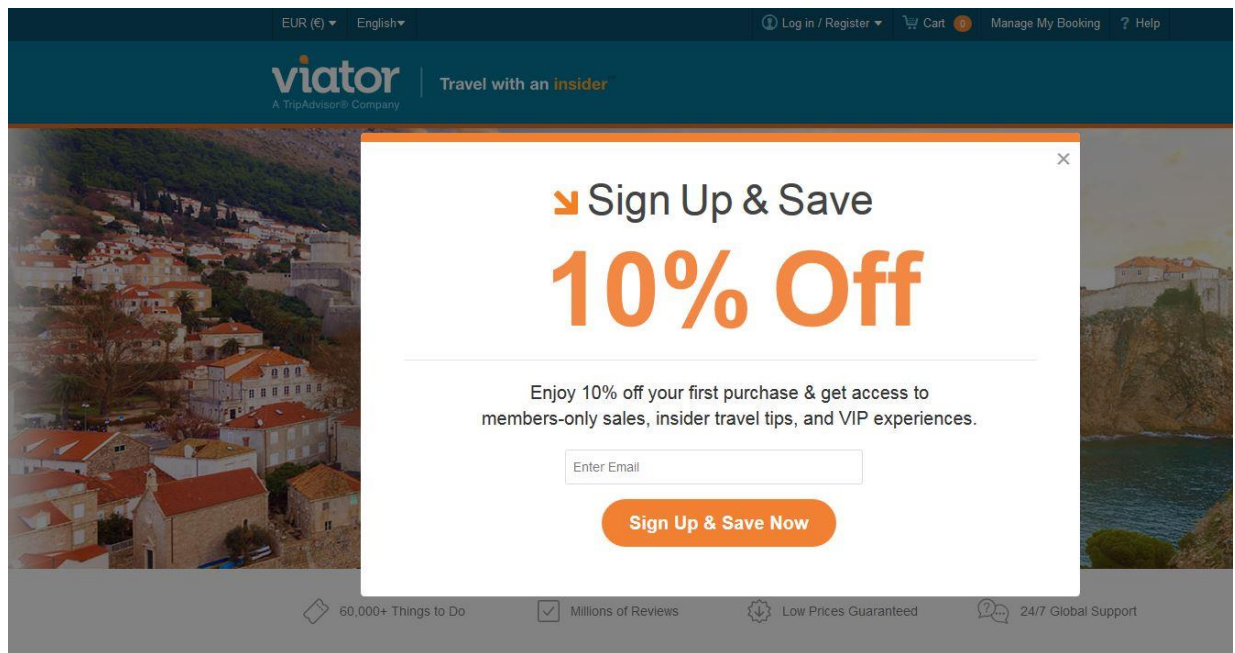 EUR (€) English
Log in / Register Cart 0 Manage My Booking ? Help
viator
A TripAdvisor® Company
Travel with an insider™
×
Sign Up & Save
10% Off
Enjoy 10% off your first purchase & get access to
members-only sales, insider travel tips, and VIP experiences.
Enter Email
Sign Up & Save Now
60,000+ Things to Do
Millions of Reviews
Low Prices Guaranteed
24/7 Global Support